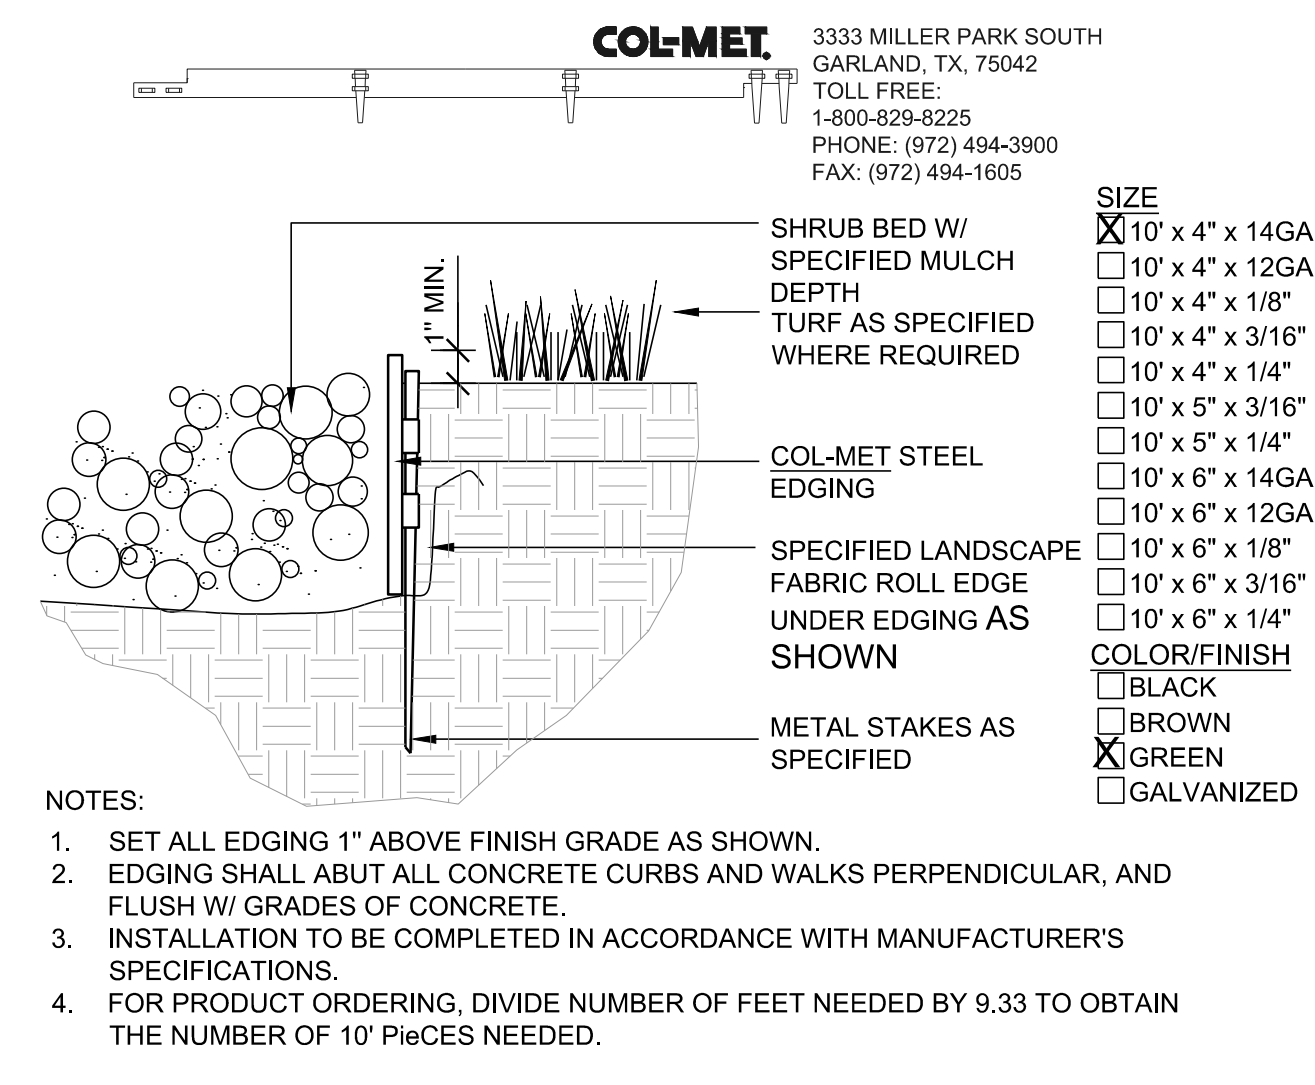 COL-MET.
3333 MILLER PARK SOUTH
GARLAND, TX, 75042
TOLL FREE:
1-800-829-8225
PHONE: (972) 494-3900
FAX: (972) 494-1605
SHRUB BED W/
SPECIFIED MULCH
DEPTH
TURF AS SPECIFIED
WHERE REQUIRED
1" MIN.
COL-MET STEEL
EDGING
SPECIFIED LANDSCAPE
FABRIC ROLL EDGE
UNDER EDGING AS
SHOWN
METAL STAKES AS
SPECIFIED
SIZE
X 10' x 4" x 14GA
10' x 4" x 12GA
10' x 4" x 1/8"
10' x 4" x 3/16"
10' x 4" x 1/4"
10' x 5" x 3/16"
10' x 5" x 1/4"
10' x 6" x 14GA
10' x 6" x 12GA
10' x 6" x 1/8"
10' x 6" x 3/16"
10' x 6" x 1/4"
COLOR/FINISH
BLACK
BROWN
X GREEN
GALVANIZED
NOTES:
1. SET ALL EDGING 1" ABOVE FINISH GRADE AS SHOWN.
2. EDGING SHALL ABUT ALL CONCRETE CURBS AND WALKS PERPENDICULAR, AND
FLUSH W/ GRADES OF CONCRETE.
3. INSTALLATION TO BE COMPLETED IN ACCORDANCE WITH MANUFACTURER'S
SPECIFICATIONS.
4. FOR PRODUCT ORDERING, DIVIDE NUMBER OF FEET NEEDED BY 9.33 TO OBTAIN
THE NUMBER OF 10' PieCES NEEDED.